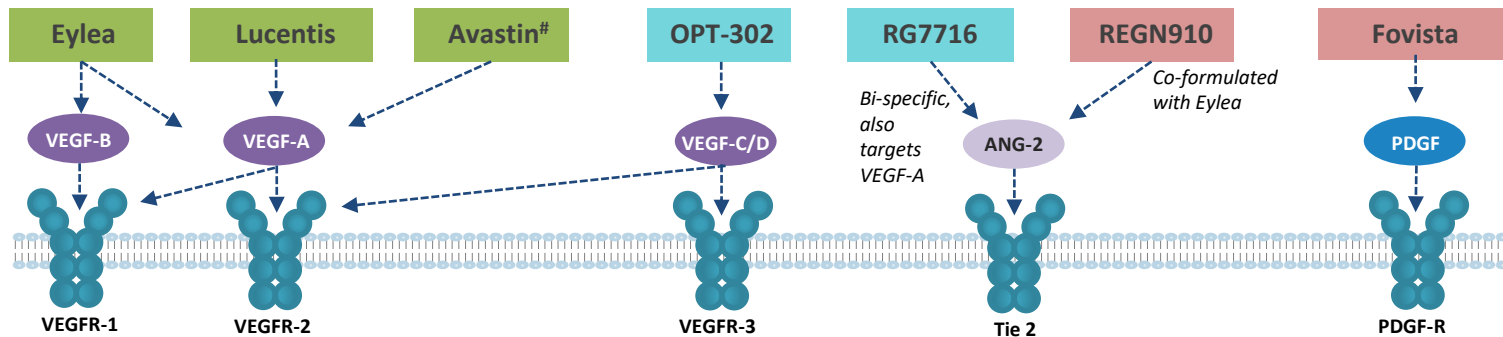 Eylea
Lucentis
Avastin#
OPT-302
RG7716
REGN910
Fovista
Bi-specific,
also
targets
VEGF-A
Co-formulated
with Eylea
VEGF-B
VEGF-A
VEGF-C/D
ANG-2
PDGF
VEGFR-1
VEGFR-2
VEGFR-3
Tie 2
PDGF-R